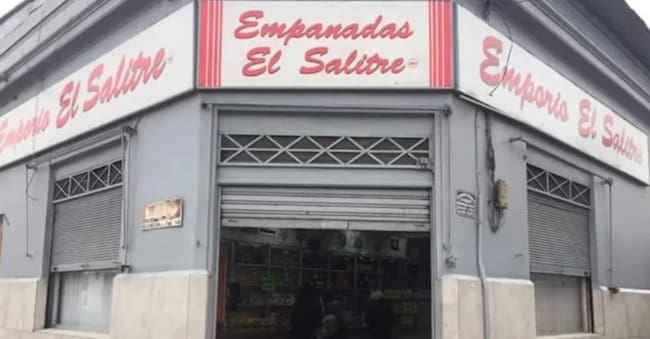 Emporio El Salitre
Empanadas
El Salitre
Emporio El Salitre